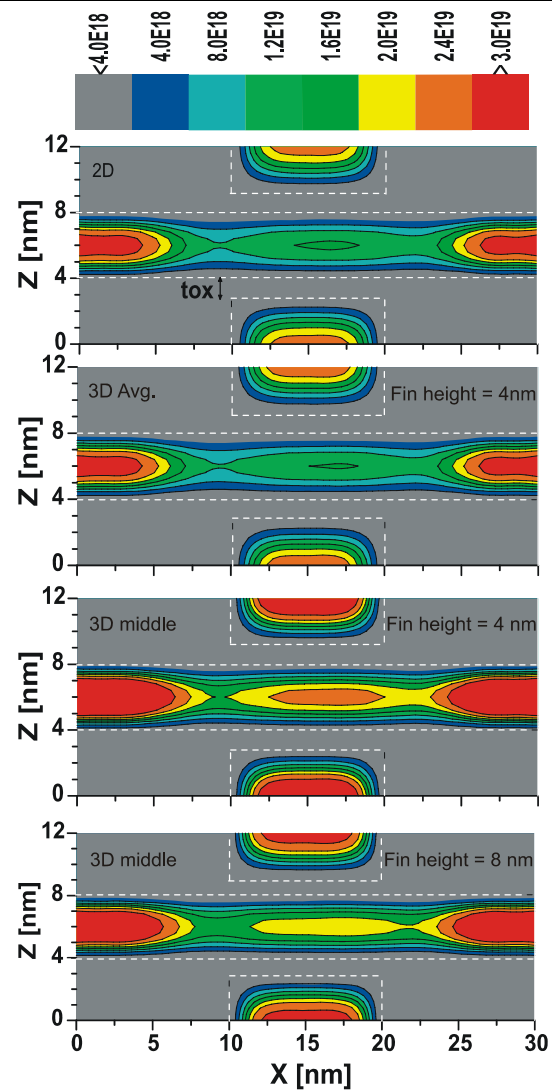 <4.0E18 4.0E18 8.0E18 1.2E19 1.6E19 2.0E19 2.4E19 >3.0E19
12
2D
8
Z [nm]
4
tox
0
12
3D Avg.
Fin height = 4nm
8
Z [nm]
4
0
12
3D middle
Fin height = 4 nm
8
Z [nm]
4
0
12
3D middle
Fin height = 8 nm
8
Z [nm]
4
0
0 5 10 15 20 25 30
X [nm]